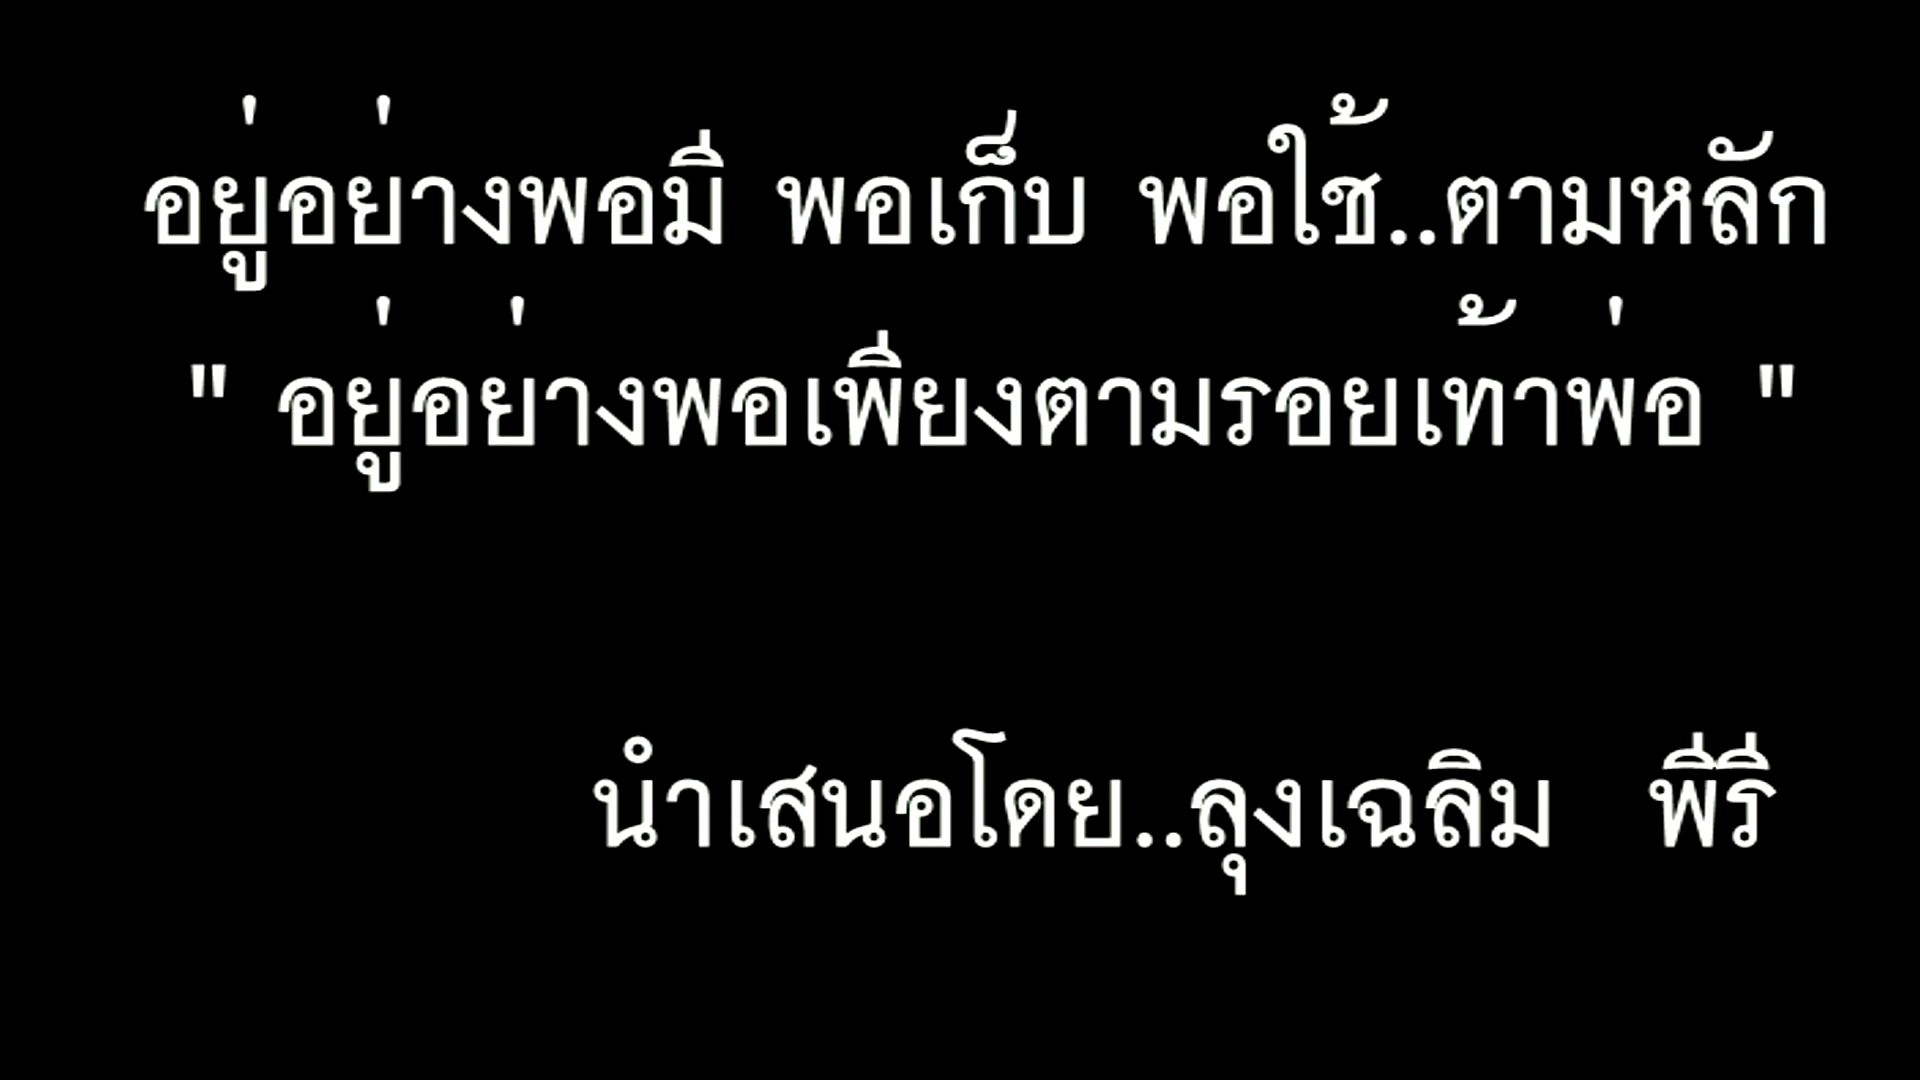 อยู่อย่างพอมี พอเก็บ พอใช้..ตามหลัก
" อยู่อย่างพอเพียงตามรอยเท้าพ่อ "
นำเสนอโดย..ลุงเฉลิม พีรี